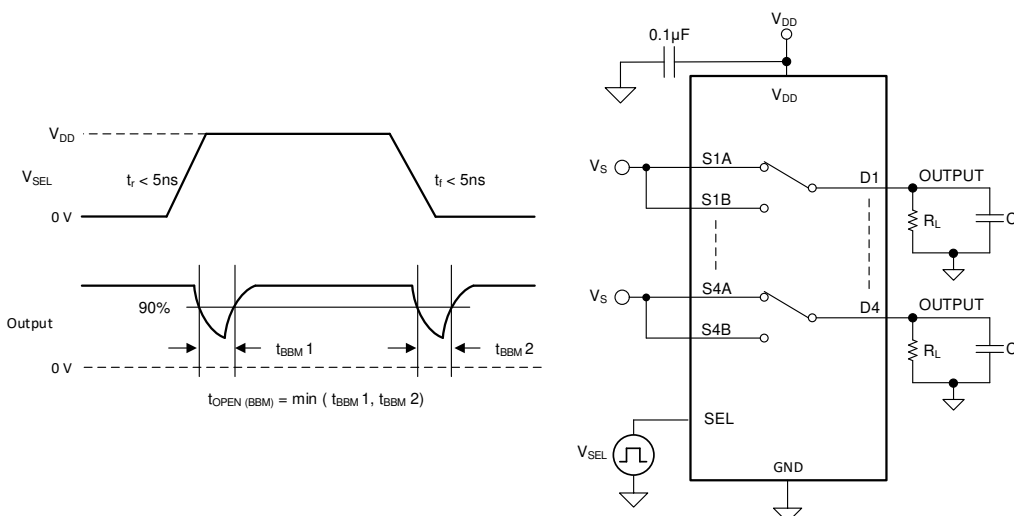 V_DD
V_SEL
t_r < 5ns
t_f < 5ns
0 V
90%
Output
t_BBM 1
t_BBM 2
0 V
t_OPEN (BBM) = min ( t_BBM 1, t_BBM 2)
V_DD
0.1µF
V_DD
V_S
S1A
D1
OUTPUT
S1B
R_L
C
V_S
S4A
D4
OUTPUT
S4B
R_L
C
SEL
V_SEL
GND